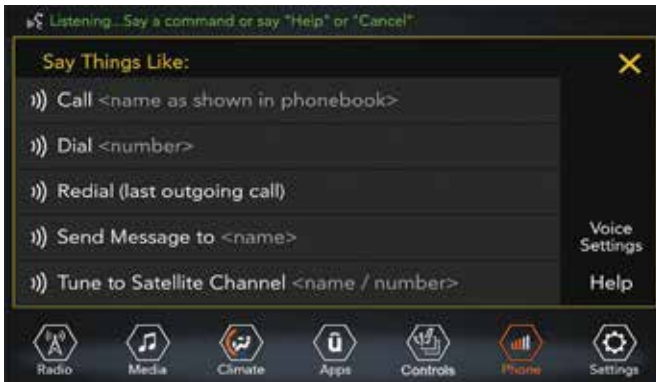 Listening...Say a command or say "Help" or "Cancel"
Say Things Like:
Call <name as shown in phonebook>
Dial <number>
Redial (last outgoing call)
Send Message to <name>
Tune to Satellite Channel <name / number>
Voice
Settings
Help
Radio
Media
Climate
Apps
Controls
Phone
Settings